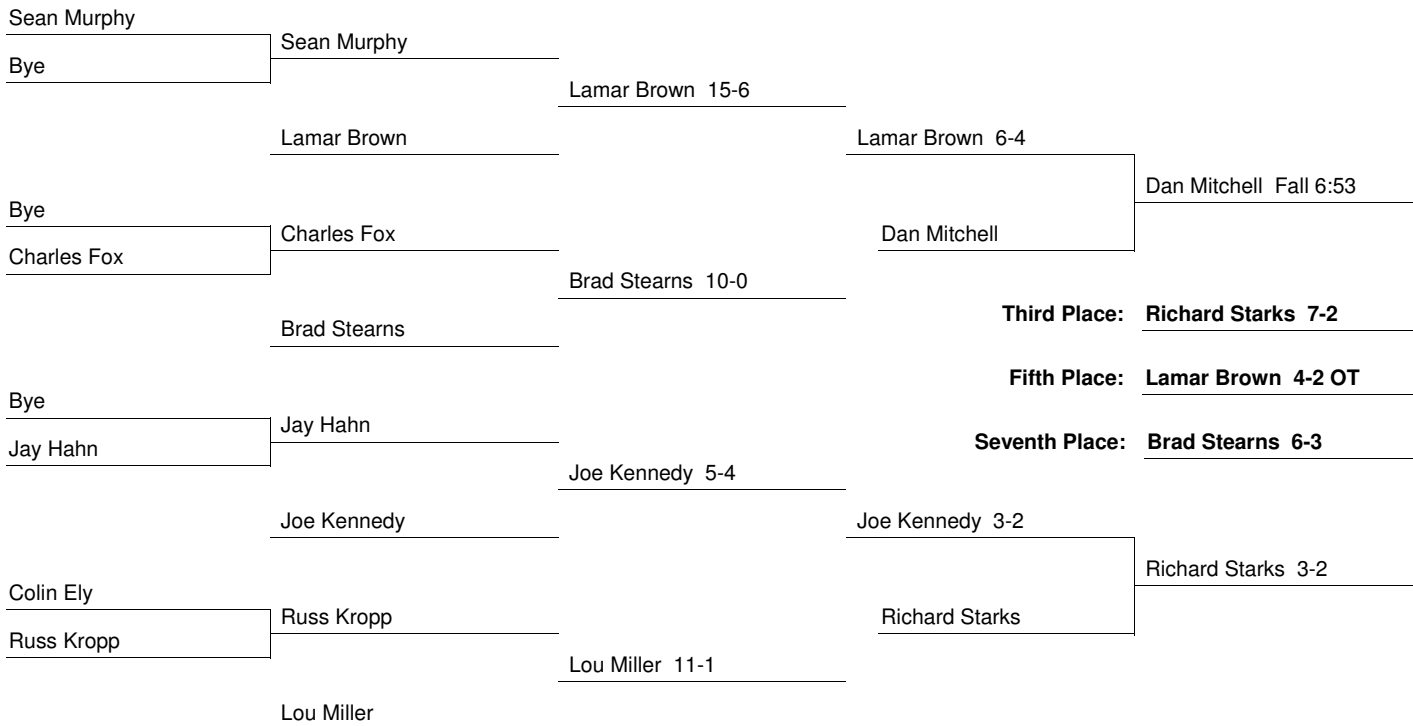 Sean Murphy
Sean Murphy
Bye
Lamar Brown 15-6
Lamar Brown
Lamar Brown 6-4
Dan Mitchell Fall 6:53
Bye
Charles Fox
Dan Mitchell
Charles Fox
Brad Stearns 10-0
Third Place: Richard Starks 7-2
Brad Stearns
Fifth Place: Lamar Brown 4-2 OT
Bye
Jay Hahn
Seventh Place: Brad Stearns 6-3
Jay Hahn
Joe Kennedy 5-4
Joe Kennedy
Joe Kennedy 3-2
Richard Starks 3-2
Colin Ely
Russ Kropp
Richard Starks
Russ Kropp
Lou Miller 11-1
Lou Miller